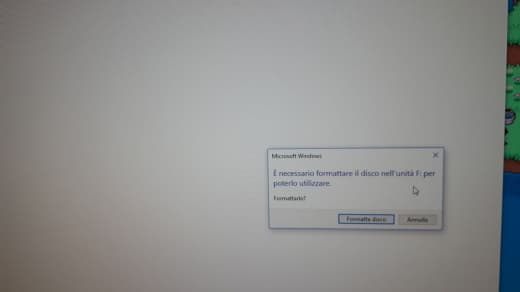 Microsoft Windows
È necessario formattare il disco nell'unità F: per
poterlo utilizzare.
Formattarlo?
Formatta disco
Annulla